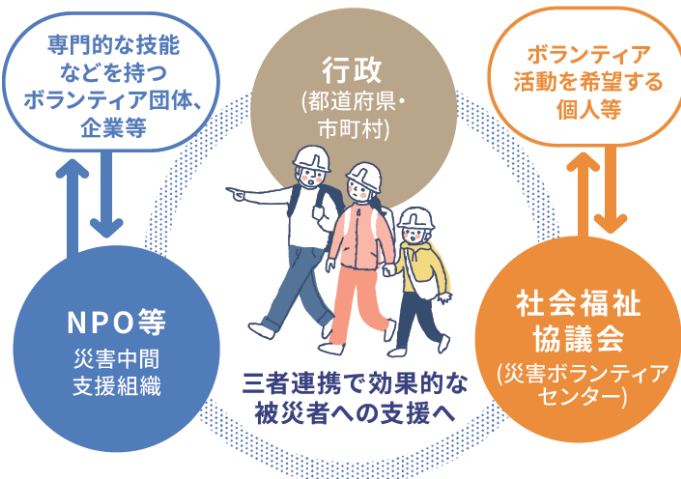 専門的な技能
などを持つ
ボランティア団体、
企業等
行政
(都道府県・
市町村)
ボランティア
活動を希望する
個人等
NPO等
災害中間
支援組織
社会福祉
協議会
(災害ボランティア
センター)
三者連携で効果的な
被災者への支援へ